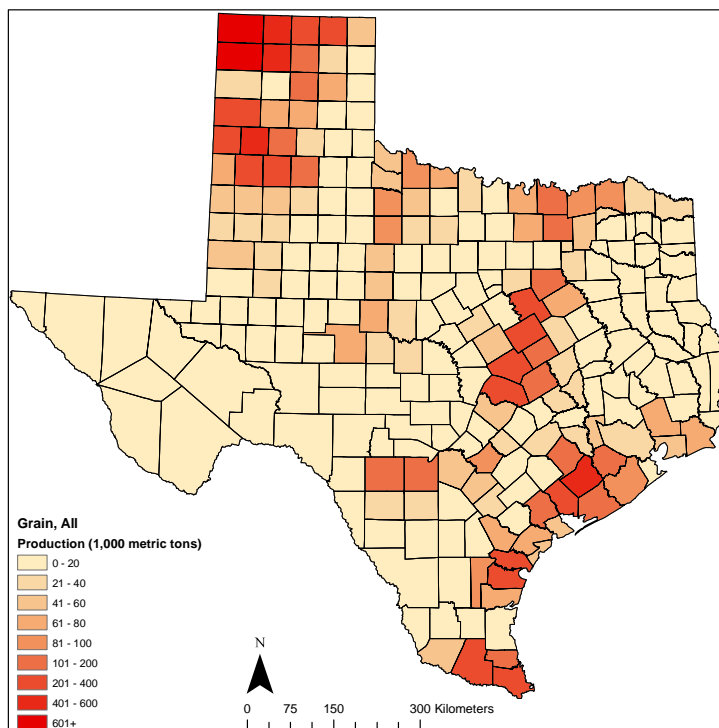 Grain, All
Production (1,000 metric tons)
0 - 20
21 - 40
41 - 60
61 - 80
81 - 100
101 - 200
201 - 400
401 - 600
601+
N
0 75 150 300 Kilometers